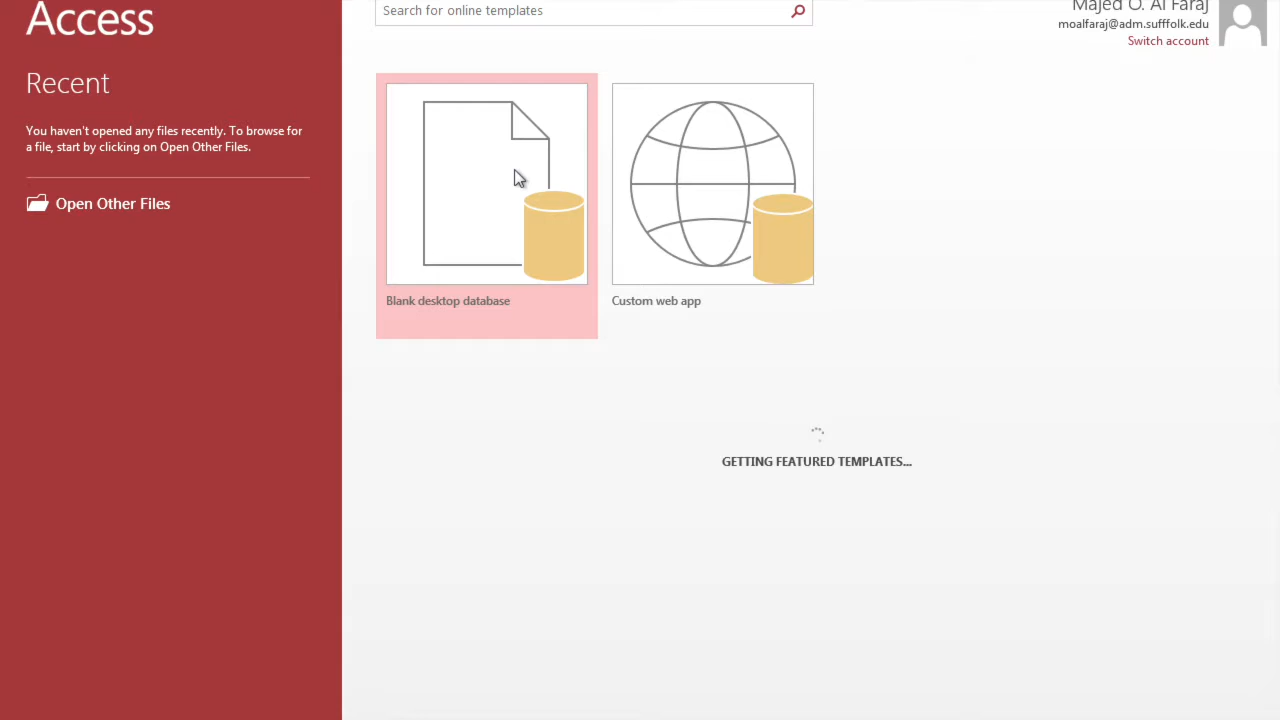 Access
Search for online templates
Majed O. Al Faraj
moalfaraj@adm.sufffolk.edu
Switch account
Recent
You haven't opened any files recently. To browse for
a file, start by clicking on Open Other Files.
Open Other Files
Blank desktop database
Custom web app
GETTING FEATURED TEMPLATES...